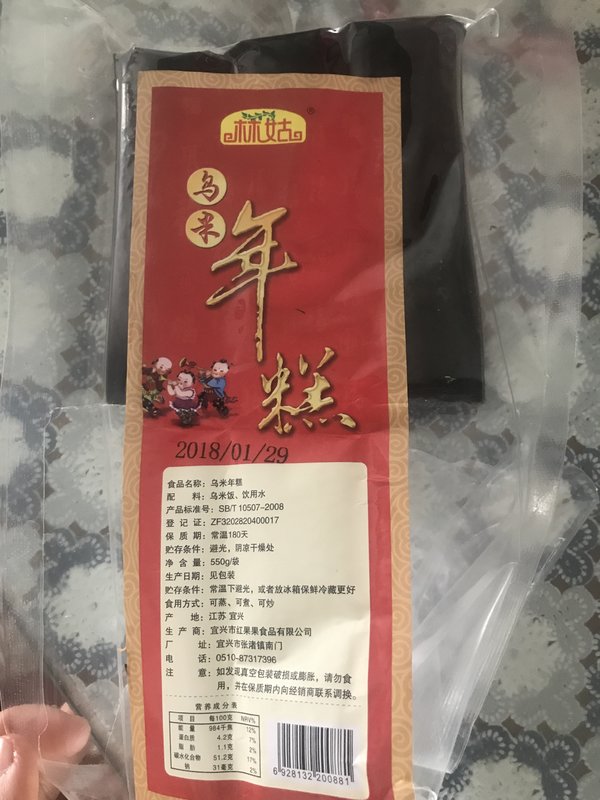 林姑
®
乌米
年糕
2018/01/29
食品名称：乌米年糕
配 料：乌米饭、饮用水
产品标准号：SB/T 10507-2008
登 记 证：ZF3202820400017
保 质 期：常温180天
贮存条件：避光，阴凉干燥处
净 含 量：550g/袋
生产日期：见包装
贮存条件：常温下避光，或者放冰箱保鲜冷藏更好
食用方式：可蒸、可煮、可炒
产 地：江苏 宜兴
生 产 商：宜兴市红果果食品有限公司
厂 址：宜兴市张渚镇南门
电 话：0510-87317396
注 意：如发现真空包装破损或膨胀，请勿食
用，并在保质期内向经销商联系调换。
营养成分表
项目 每100克 NRV%
能量 984千焦 12%
蛋白质 4.2克 7%
脂肪 1.1克 2%
碳水化合物 51.2克 17%
钠 31毫克 2%
6 928132 200881